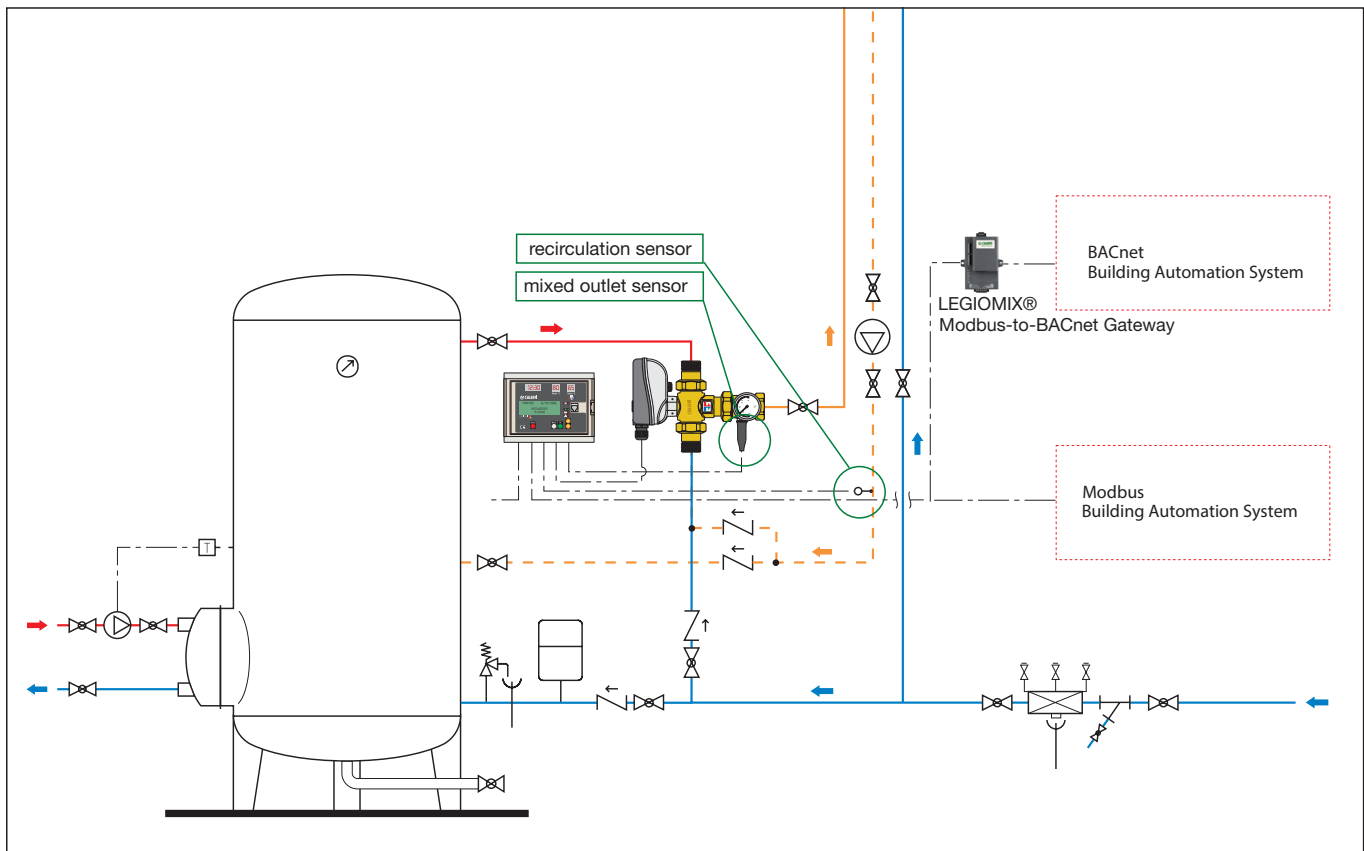 recirculation sensor
mixed outlet sensor
BACnet
Building Automation System
LEGIOMIX®
Modbus-to-BACnet Gateway
Modbus
Building Automation System
T